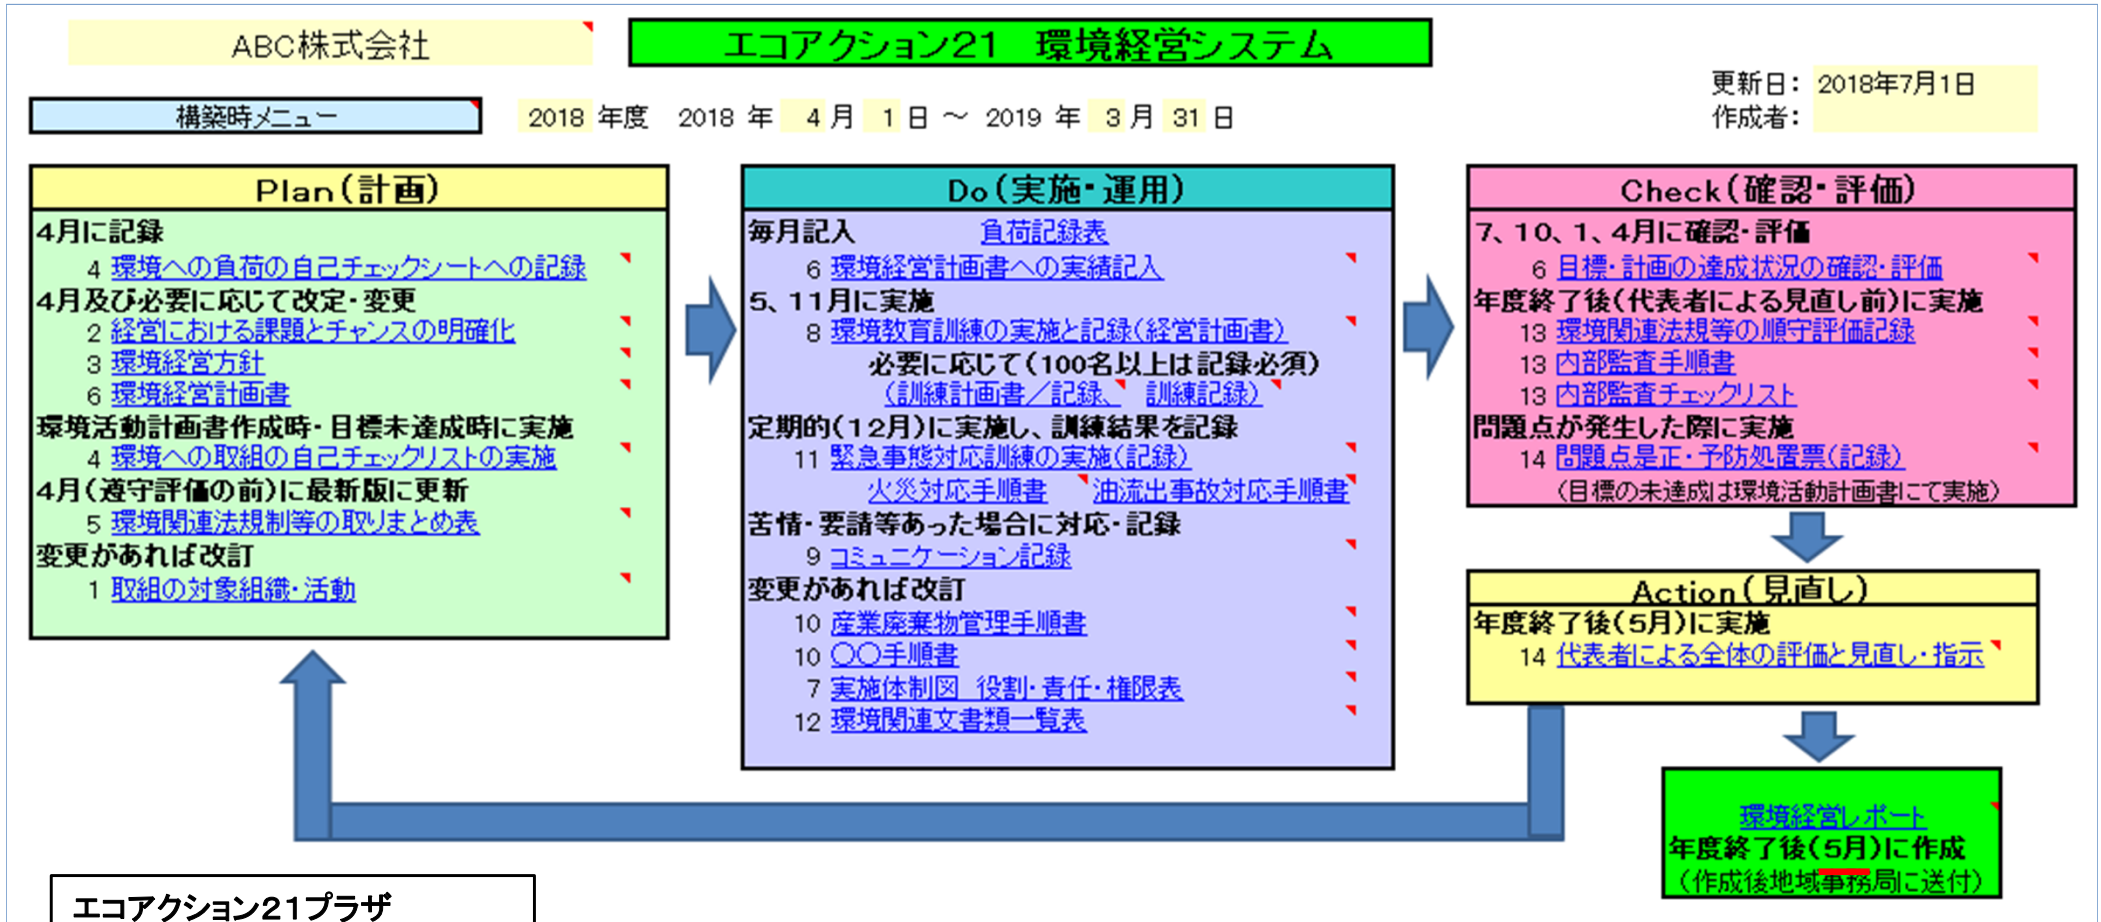 ABC株式会社
エコアクション21　環境経営システム
更新日： 2018年7月1日
作成者：
構築時メニュー
2018 年度 2018 年 4 月 1 日 ～ 2019 年 3 月 31 日
Plan（計画）
4月に記録
4 環境への負荷の自己チェックシートへの記録
4月及び必要に応じて改定・変更
2 経営における課題とチャンスの明確化
3 環境経営方針
6 環境経営計画書
環境活動計画書作成時・目標未達成時に実施
4 環境への取組の自己チェックリストの実施
4月（遵守評価の前）に最新版に更新
5 環境関連法規制等の取りまとめ表
変更があれば改訂
1 取組の対象組織・活動
Do（実施・運用）
毎月記入 負荷記録表
6 環境経営計画書への実績記入
5、11月に実施
8 環境教育訓練の実施と記録（経営計画書）
必要に応じて（100名以上は記録必須）
（訓練計画書／記録、 訓練記録）
定期的（12月）に実施し、訓練結果を記録
11 緊急事態対応訓練の実施（記録）
火災対応手順書 油流出事故対応手順書
苦情・要請等あった場合に対応・記録
9 コミュニケーション記録
変更があれば改訂
10 産業廃棄物管理手順書
10 〇〇手順書
7 実施体制図　役割・責任・権限表
12 環境関連文書類一覧表
Check（確認・評価）
7、10、1、4月に確認・評価
6 目標・計画の達成状況の確認・評価
年度終了後（代表者による見直し前）に実施
13 環境関連法規等の順守評価記録
13 内部監査手順書
13 内部監査チェックリスト
問題点が発生した際に実施
14 問題点是正・予防処置票（記録）
（目標の未達成は環境活動計画書にて実施）
Action（見直し）
年度終了後（5月）に実施
14 代表者による全体の評価と見直し・指示
環境経営レポート
年度終了後（5月）に作成
（作成後地域事務局に送付）
エコアクション21プラザ